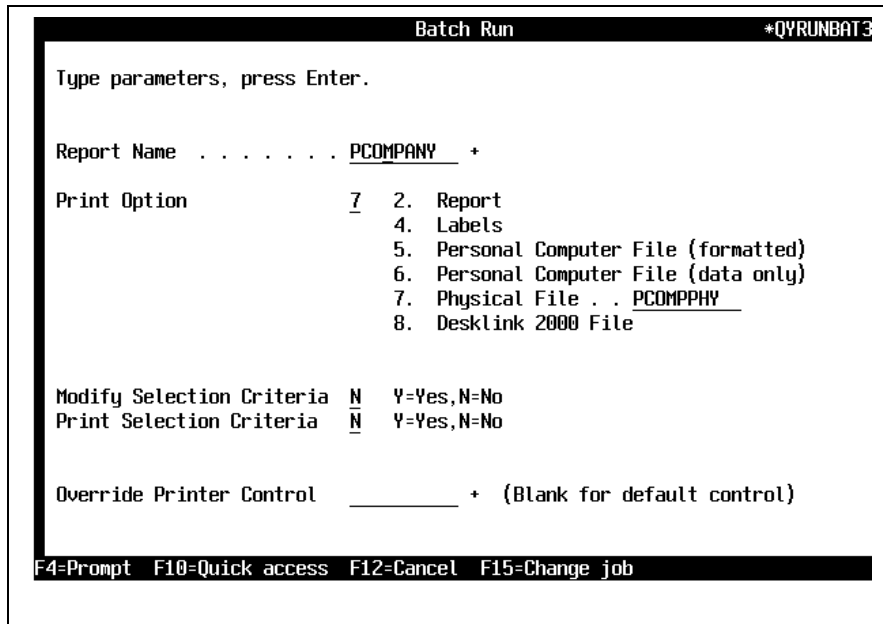 Batch Run *QYRUNBAT3
Type parameters, press Enter.
Report Name . . . . . . . PCOMPANY +
Print Option 7 2. Report
4. Labels
5. Personal Computer File (formatted)
6. Personal Computer File (data only)
7. Physical File . . PCOMPPHY
8. Desklink 2000 File
Modify Selection Criteria N Y=Yes,N=No
Print Selection Criteria N Y=Yes,N=No
Override Printer Control __________ + (Blank for default control)
F4=Prompt F10=Quick access F12=Cancel F15=Change job